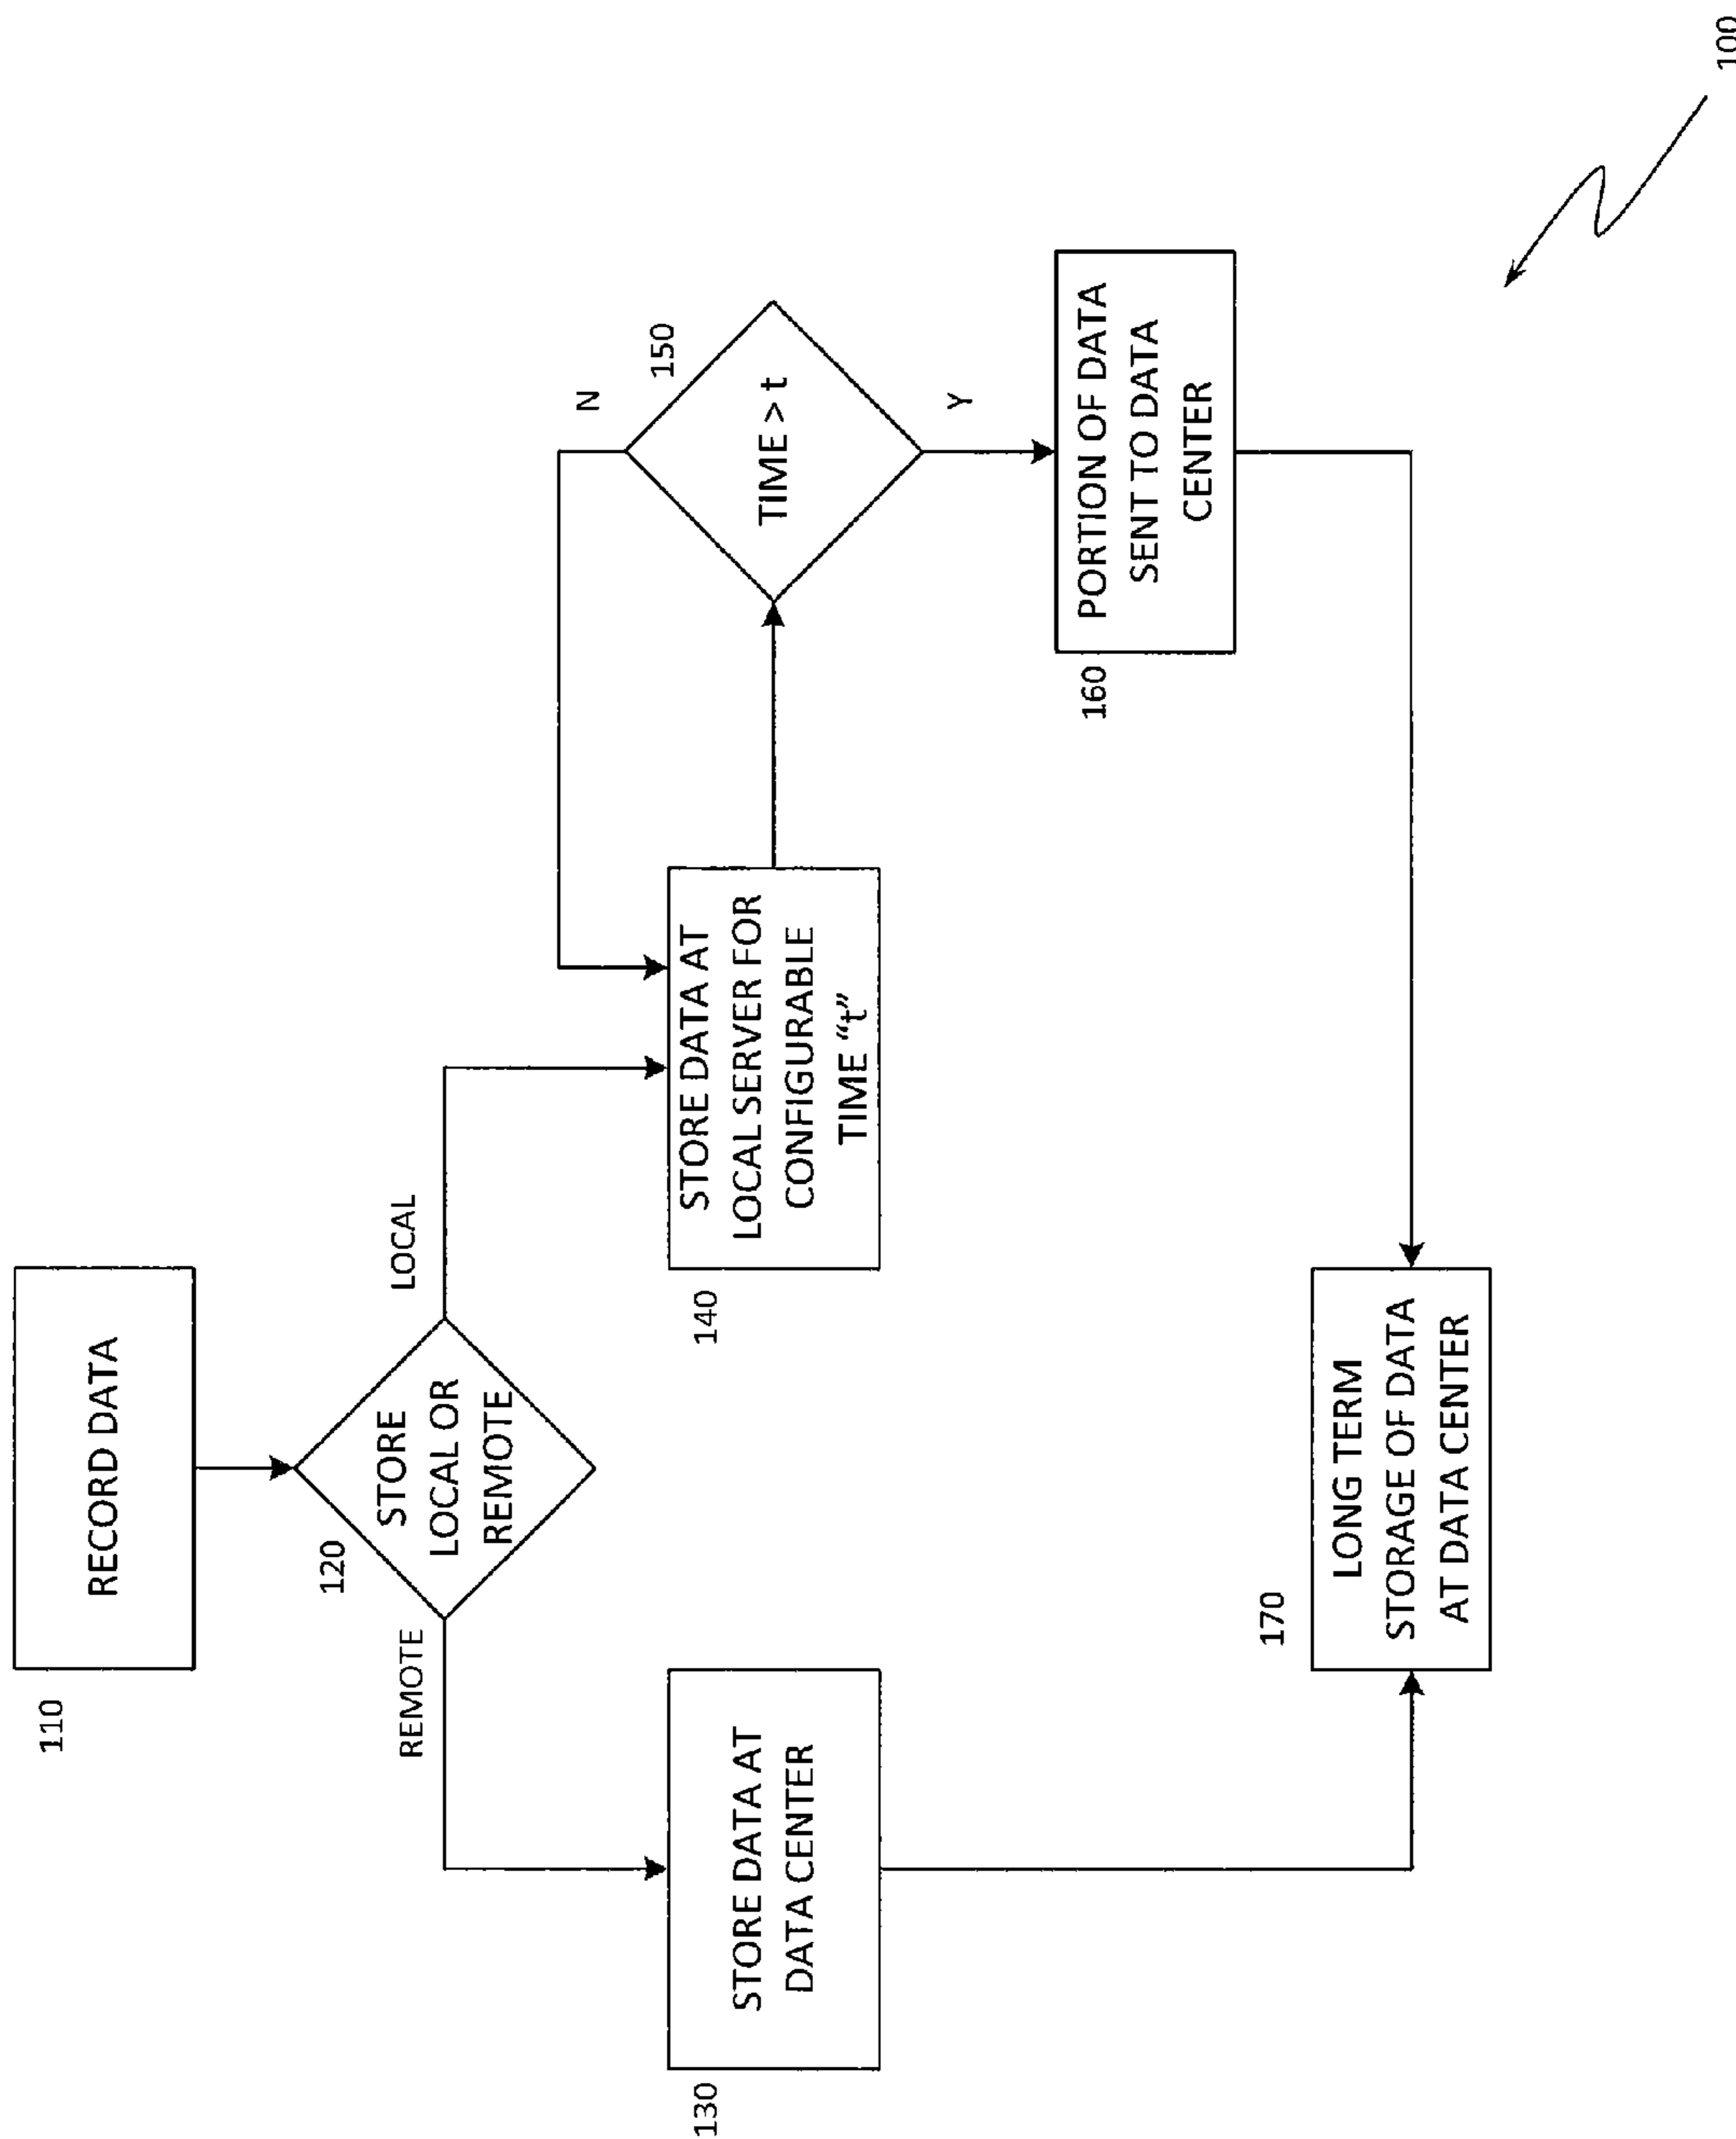 110
RECORD DATA
120
STORE
LOCAL OR
REMOTE
REMOTE
LOCAL
130
STORE DATA AT
DATA CENTER
140
STORE DATA AT
LOCAL SERVER FOR
CONFIGURABLE
TIME “t”
N
150
TIME > t
Y
160
PORTION OF DATA
SENT TO DATA
CENTER
170
LONG TERM
STORAGE OF DATA
AT DATA CENTER
100